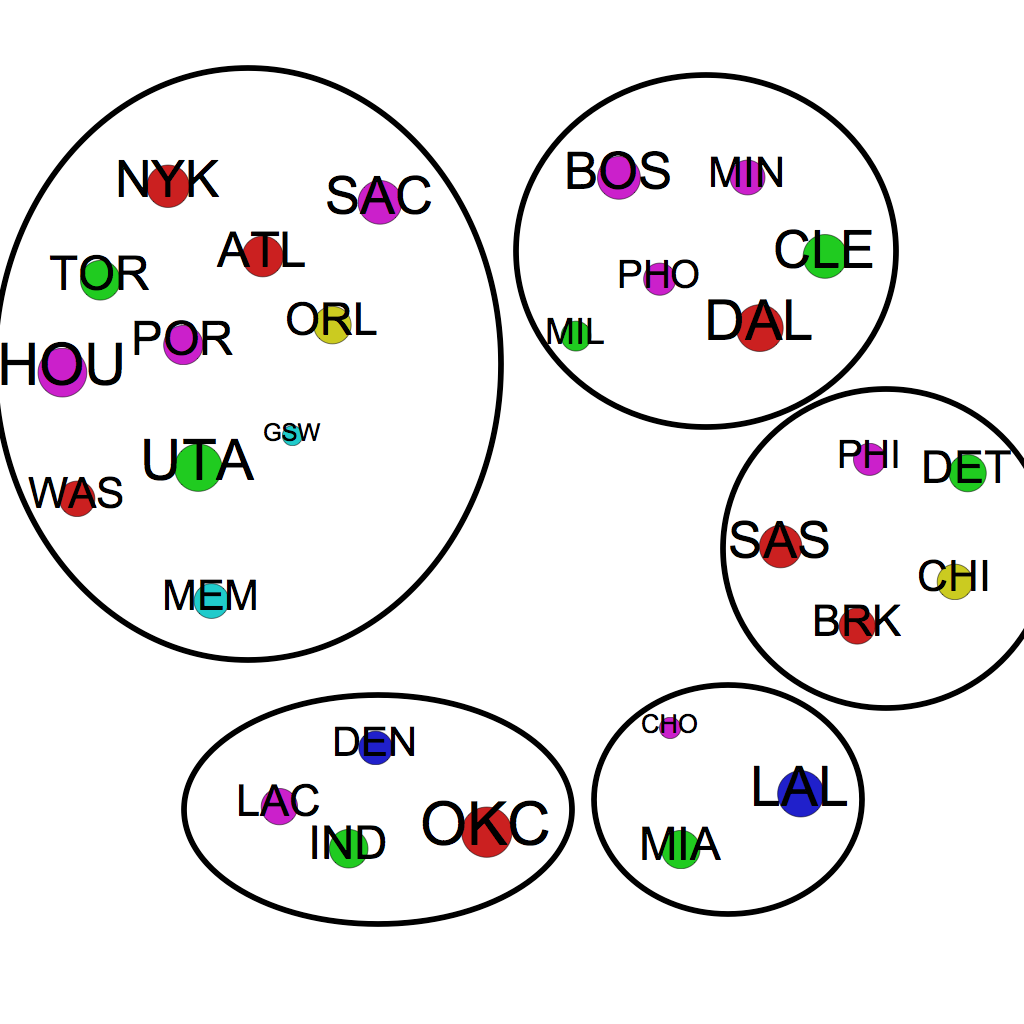 NYK
SAC
ATL
TOR
ORL
POR
HOU
GSW
UTA
WAS
MEM
BOS
MIN
CLE
PHO
DAL
MIL
PHI
DET
SAS
CHI
BRK
DEN
LAC
OKC
IND
CHO
LAL
MIA